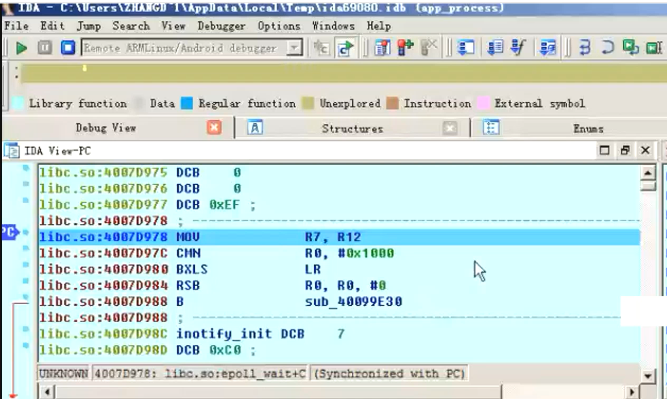 IDA - C:\Users\ZHANGD~1\AppData\Local\Temp\ida69080.idb (app_process)
File Edit Jump Search View Debugger Options Windows Help
Remote ARMLinux/Android debugger
Library function Data Regular function Unexplored Instruction External symbol
Debug View Structures Enums
IDA View-PC
libc.so:4007D975 DCB 0
libc.so:4007D976 DCB 0
libc.so:4007D977 DCB 0xEF ;
libc.so:4007D978 ; ---------------------------------------------------------------
PC libc.so:4007D978 MOV R7, R12
libc.so:4007D97C CMN R0, #0x1000
libc.so:4007D980 BXLS LR
libc.so:4007D984 RSB R0, R0, #0
libc.so:4007D988 B sub_40099E30
libc.so:4007D988 ; ---------------------------------------------------------------
libc.so:4007D98C inotify_init DCB 7
libc.so:4007D98D DCB 0xC0 ;
UNKNOWN 4007D978: libc.so:epoll_wait+C (Synchronized with PC)